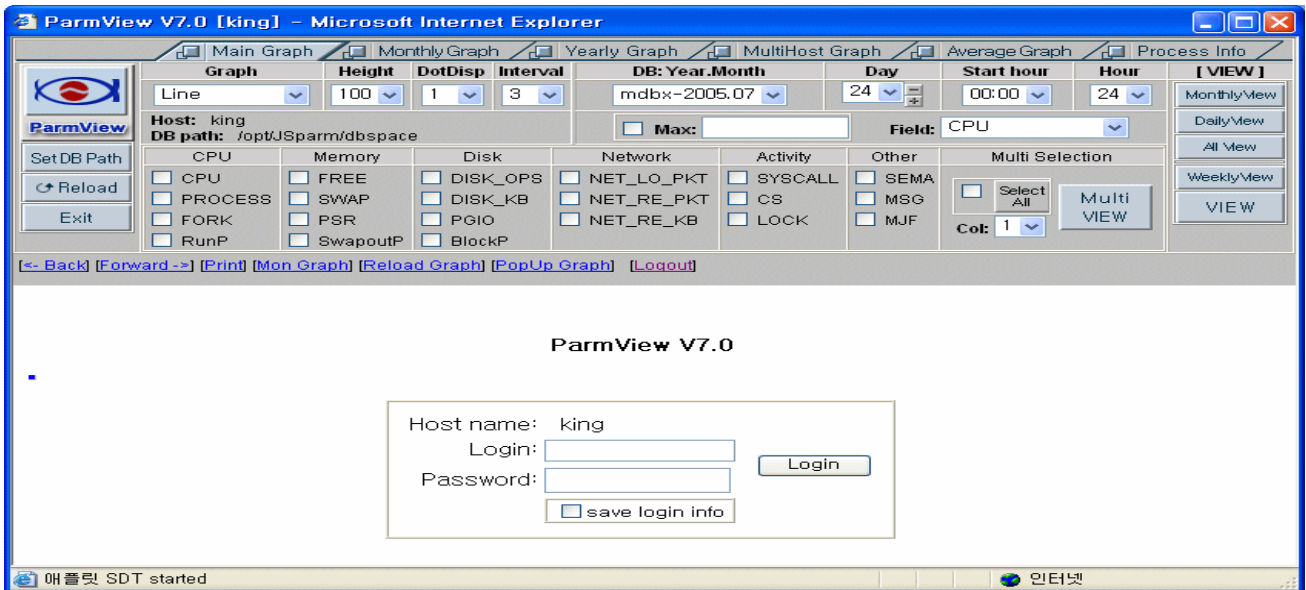 ParmView V7.0 [king] - Microsoft Internet Explorer
Main Graph Monthly Graph Yearly Graph MultiHost Graph Average Graph Process Info
Graph Height DotDisp Interval DB: Year.Month Day Start hour Hour [ VIEW ]
Line 100 1 3 mdbx-2005.07 24 00:00 24 MonthlyView
ParmView
Host: king
DB path: /opt/JSparm/dbspace
Max: Field: CPU DailyView
Set DB Path CPU Memory Disk Network Activity Other Multi Selection All View
CPU FREE DISK_OPS NET_LO_PKT SYSCALL SEMA Select All WeeklyView
Reload PROCESS SWAP DISK_KB NET_RE_PKT CS MSG Multi VIEW VIEW
Exit FORK PSR PGIO NET_RE_KB LOCK MJF Col: 1
RunP SwapoutP BlockP
[<- Back] [Forward ->] [Print] [Mon Graph] [Reload Graph] [PopUp Graph] [Logout]
ParmView V7.0
Host name: king
Login:
Login
Password:
save login info
애플릿 SDT started 인터넷